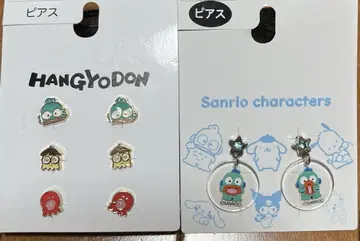 ピアス
HANGYODON
ピアス
Sanrio characters